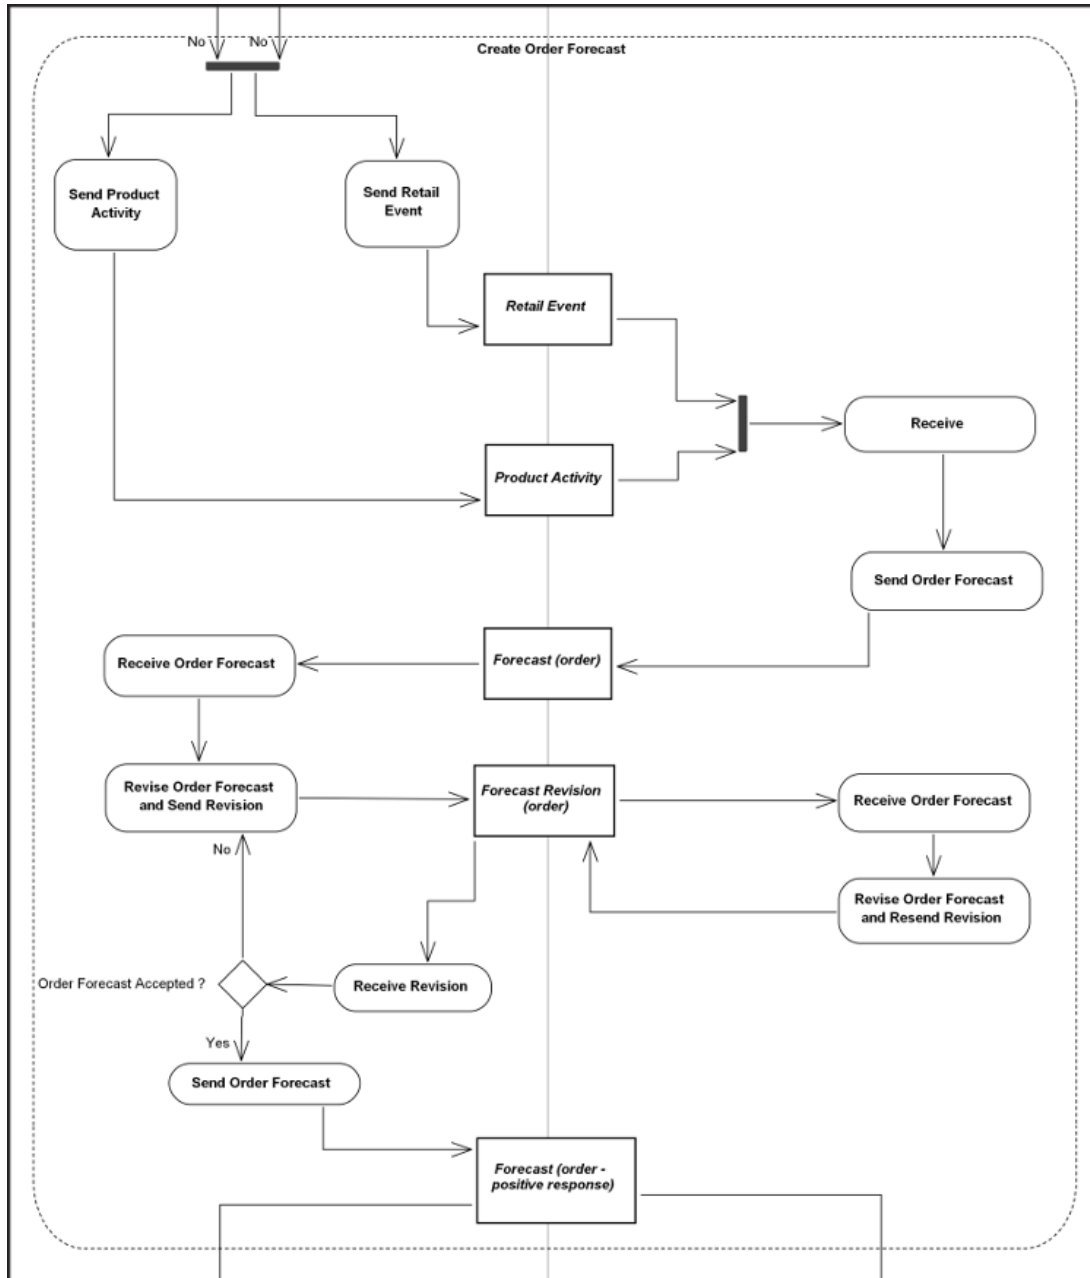 No
No
Create Order Forecast
Send Product
Activity
Send Retail
Event
Retail Event
Receive
Product Activity
Send Order Forecast
Receive Order Forecast
Forecast (order)
Revise Order Forecast
and Send Revision
Forecast Revision
(order)
Receive Order Forecast
No
Revise Order Forecast
and Resend Revision
Order Forecast Accepted ?
Receive Revision
Yes
Send Order Forecast
Forecast (order -
positive response)